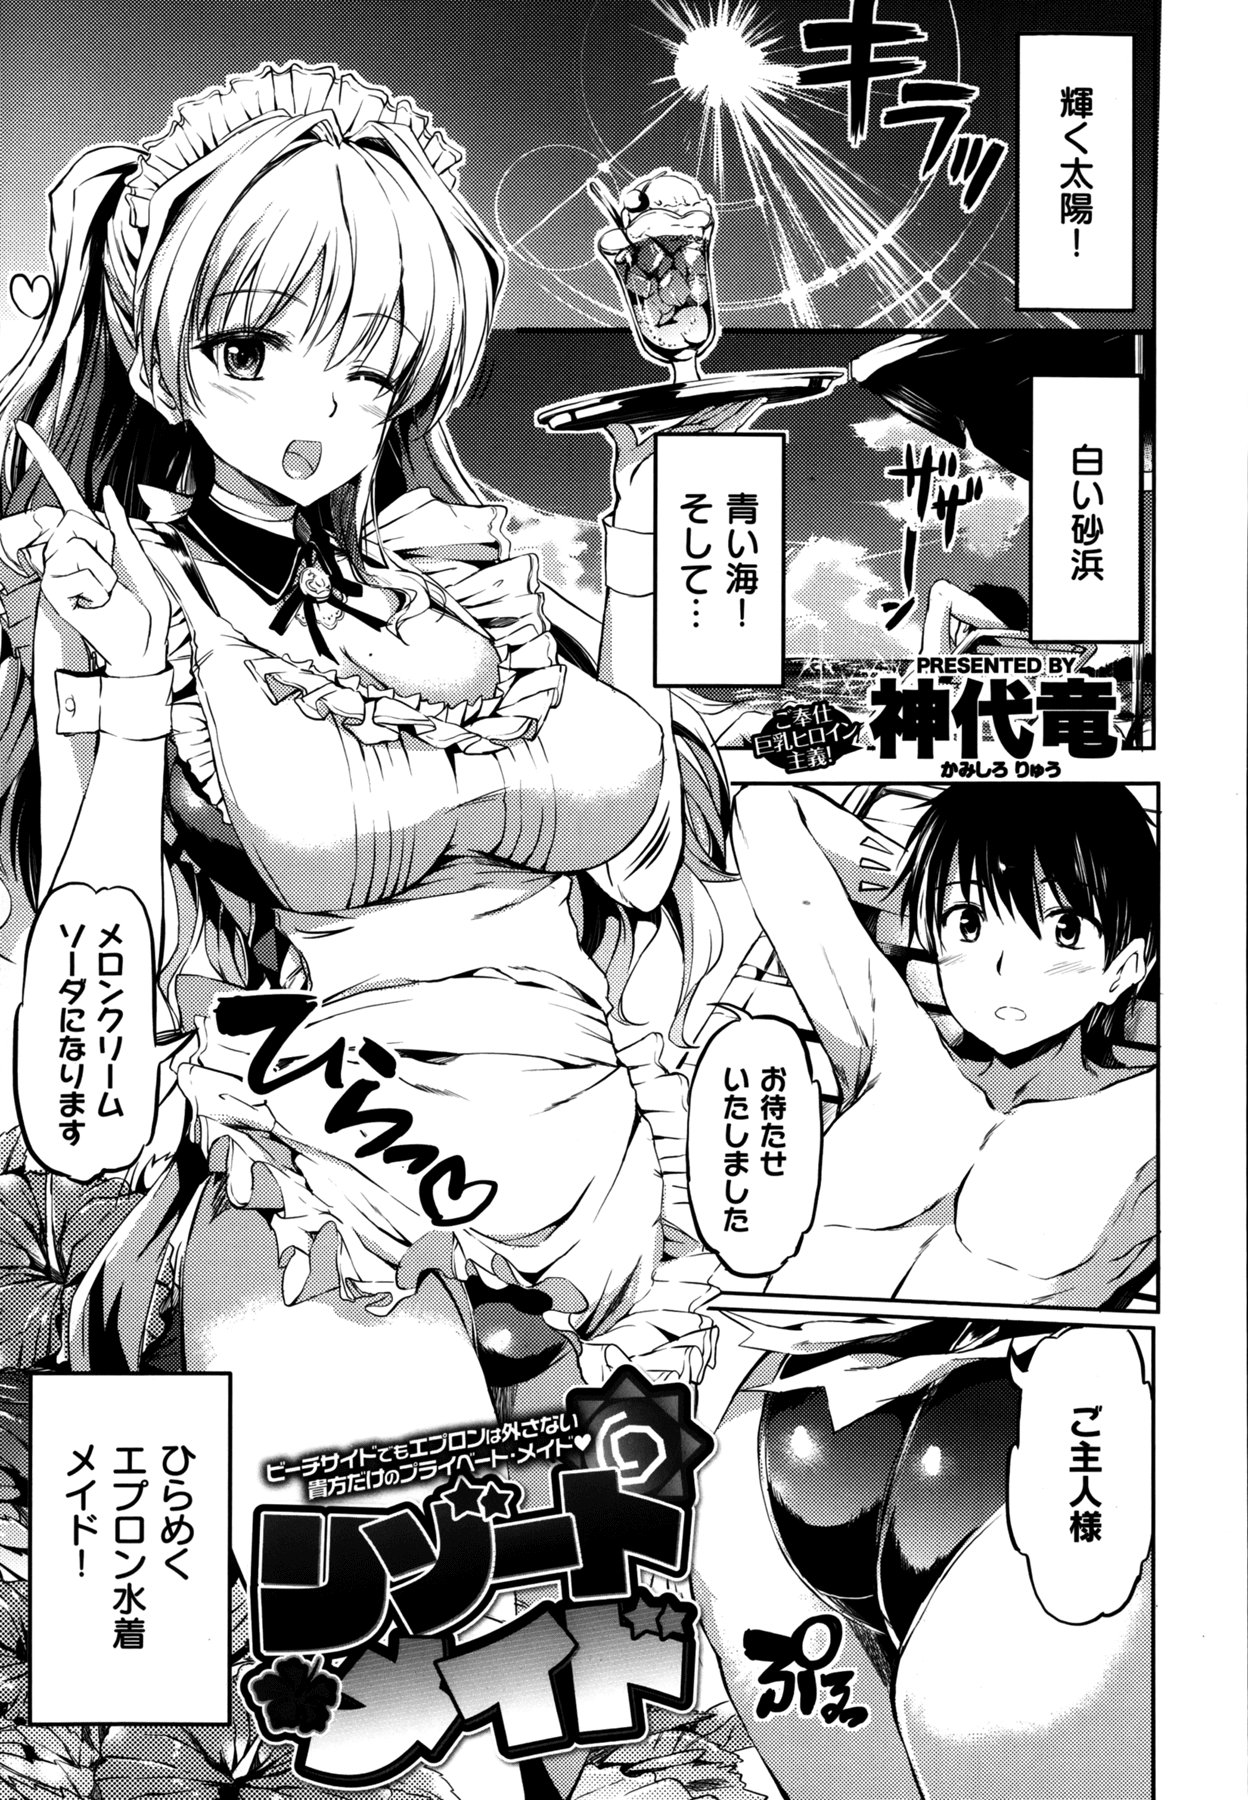 輝く太陽！
キラッ
白い砂浜
ザザーン
青い海！
そして…
PRESENTED BY
神代竜
かみしろ りゅう
ご奉仕
巨乳ヒロイン
主義！
お待たせ
いたしました
メロンクリーム
ソーダになります
ひらっ♡
ご主人様
ぷるっ
ひらめく
エプロン水着
メイド！
ビーチサイドでもエプロンは外さない
貴方だけのプライベート・メイド♥
リゾート
メイド